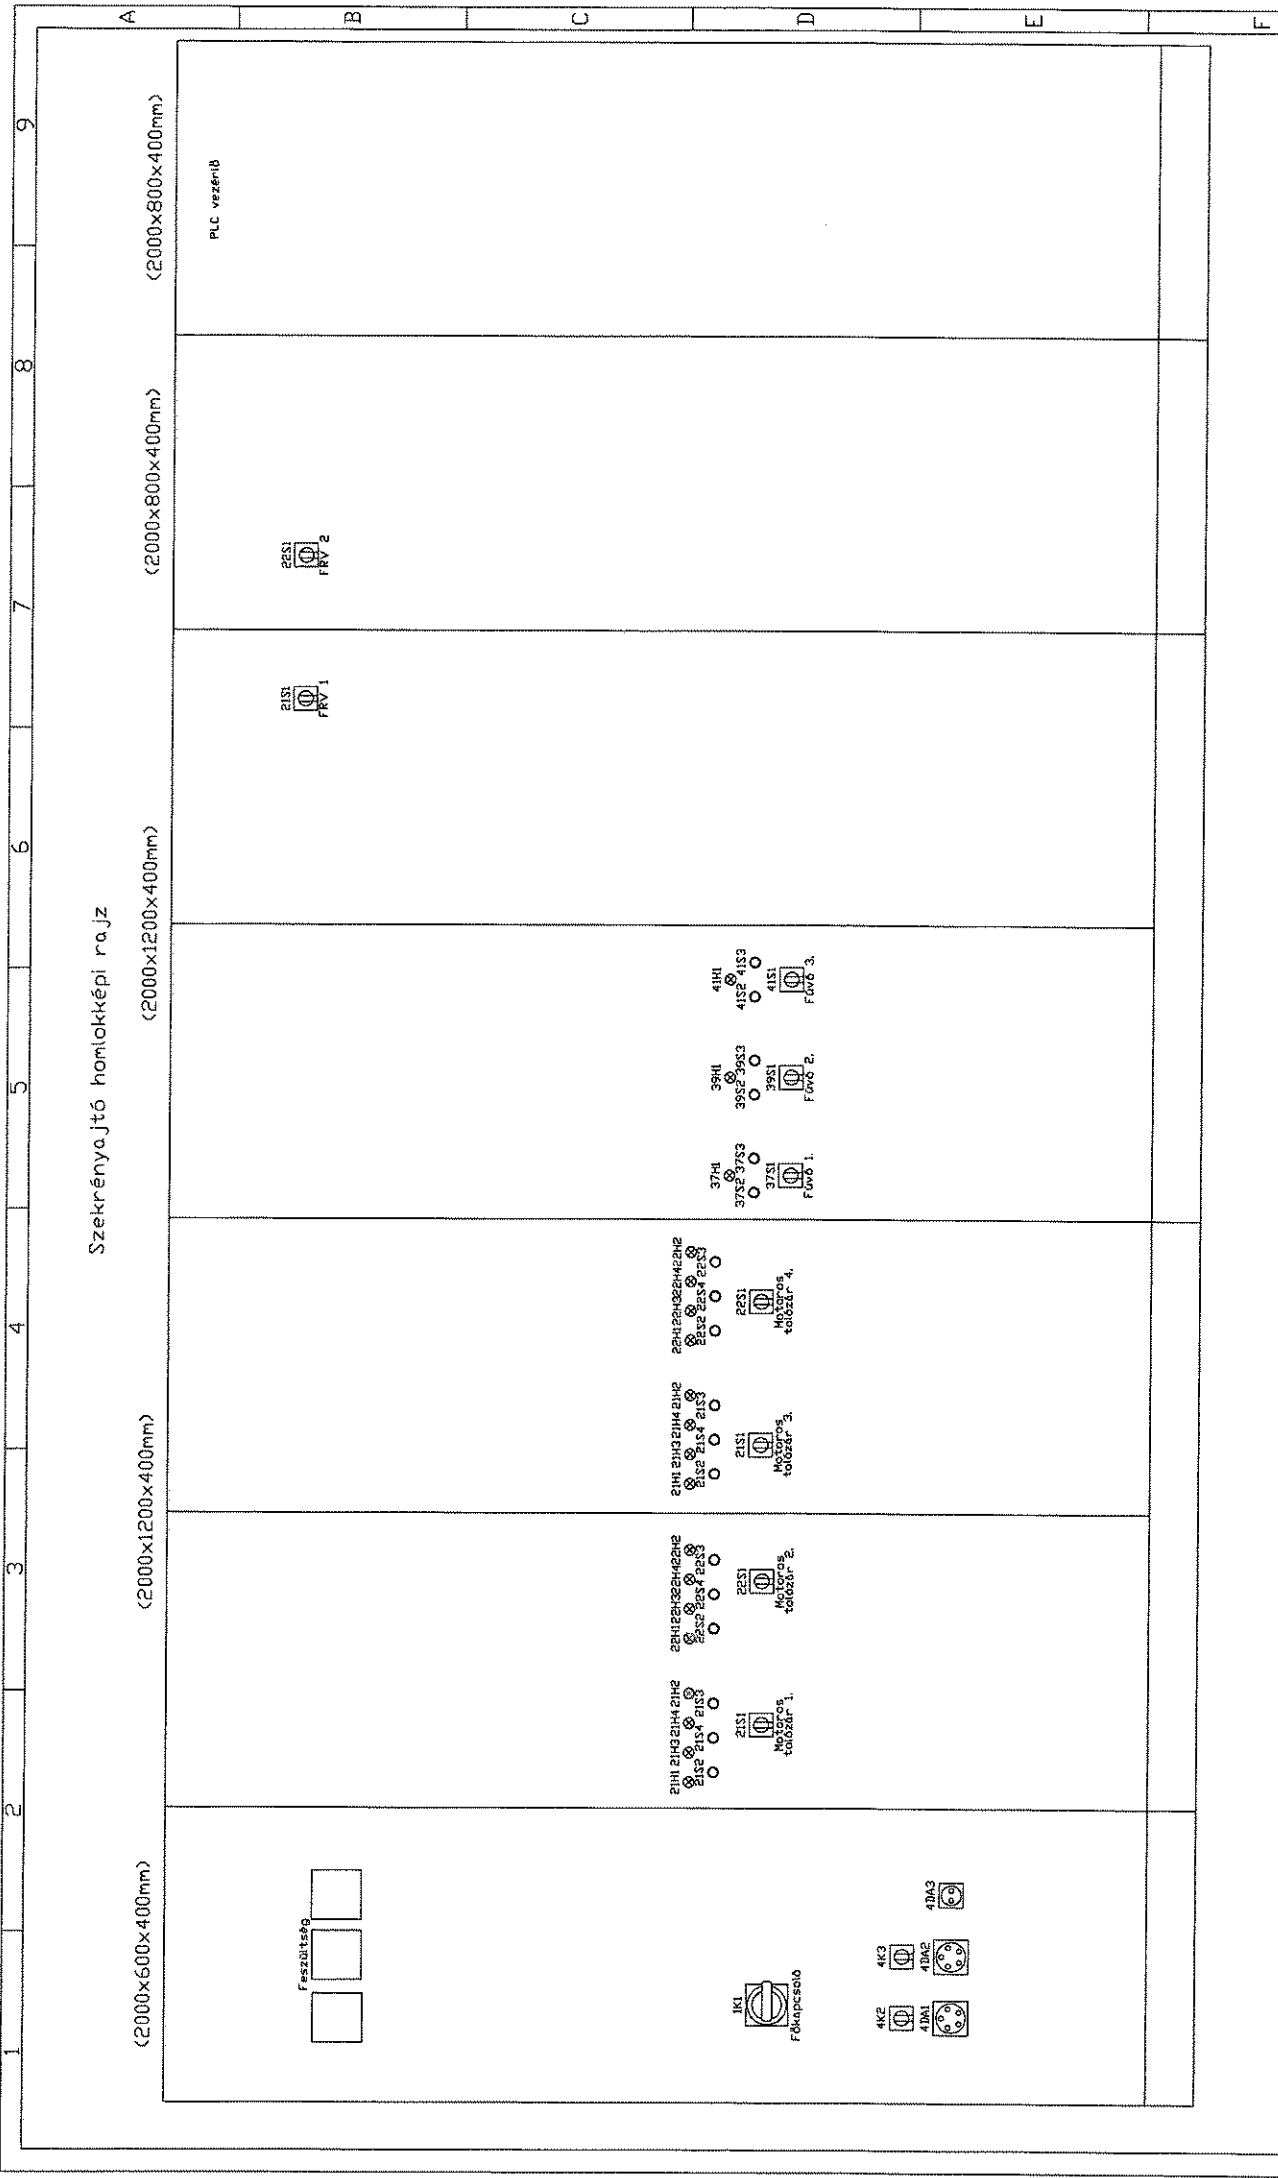 1
2
3
4
5
6
7
8
9
A
B
C
D
E
F
Szekrényajtó homlokképi rajz
(2000x600x400mm)
(2000x1200x400mm)
(2000x1200x400mm)
(2000x800x400mm)
(2000x800x400mm)
Feszültség
1K1
Főkapcsoló
4K2
4K3
4DA1
4DA2
4DA3
21H1 21H3 21H4 21H2
21S2 21S4 21S3
21S1
Motoros
tolózár 1.
22H1 22H3 22H4 22H2
22S2 22S4 22S3
22S1
Motoros
tolózár 2.
21H1 21H3 21H4 21H2
21S2 21S4 21S3
21S1
Motoros
tolózár 3.
22H1 22H3 22H4 22H2
22S2 22S4 22S3
22S1
Motoros
tolózár 4.
37H1
37S2 37S3
37S1
Fúvó 1.
39H1
39S2 39S3
39S1
Fúvó 2.
41H1
41S2 41S3
41S1
Fúvó 3.
21S1
FRV 1
22S1
FRV 2
PLC vezérlő